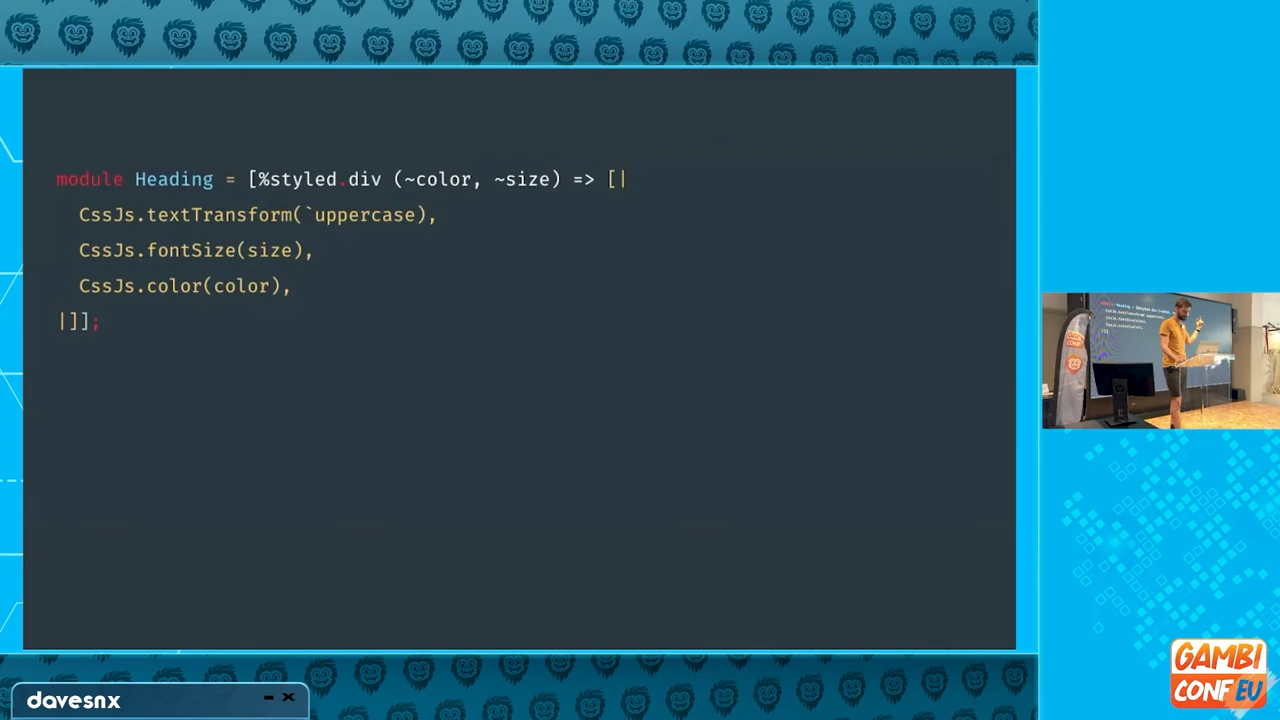 module Heading = [%styled.div (~color, ~size) => [|
  CssJs.textTransform(`uppercase),
  CssJs.fontSize(size),
  CssJs.color(color),
|]];
davesnx
GAMBI
CONF EU